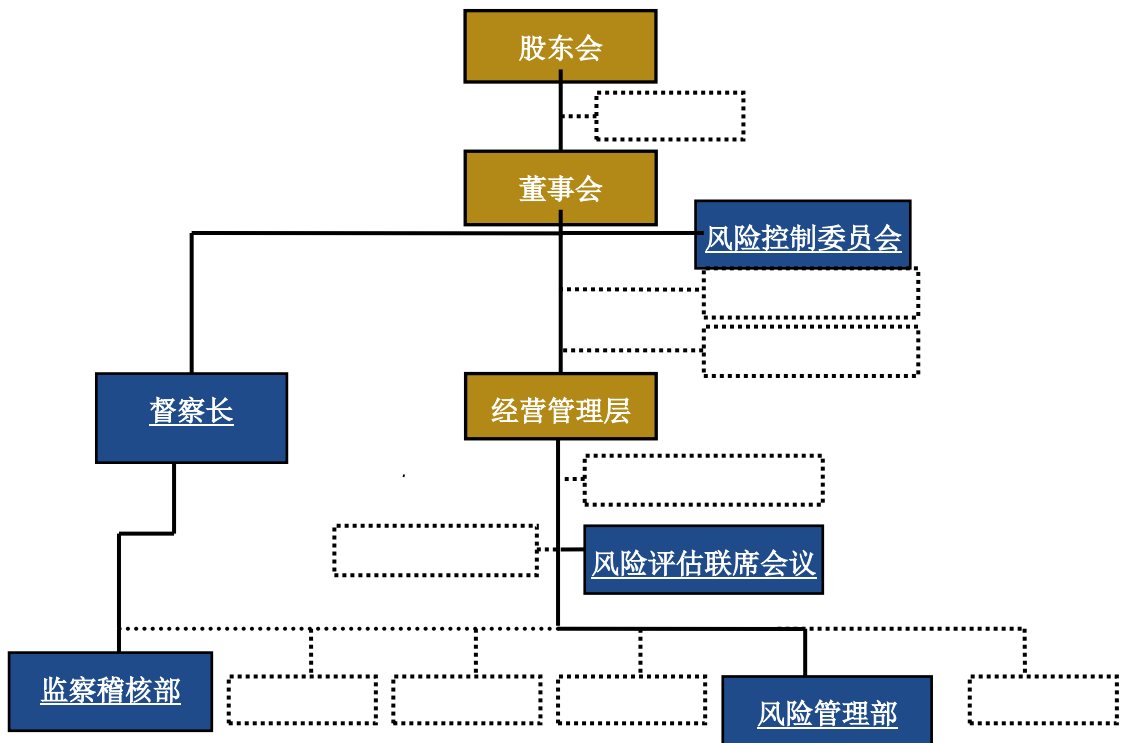 股东会
董事会
风险控制委员会
督察长
经营管理层
风险评估联席会议
监察稽核部
风险管理部